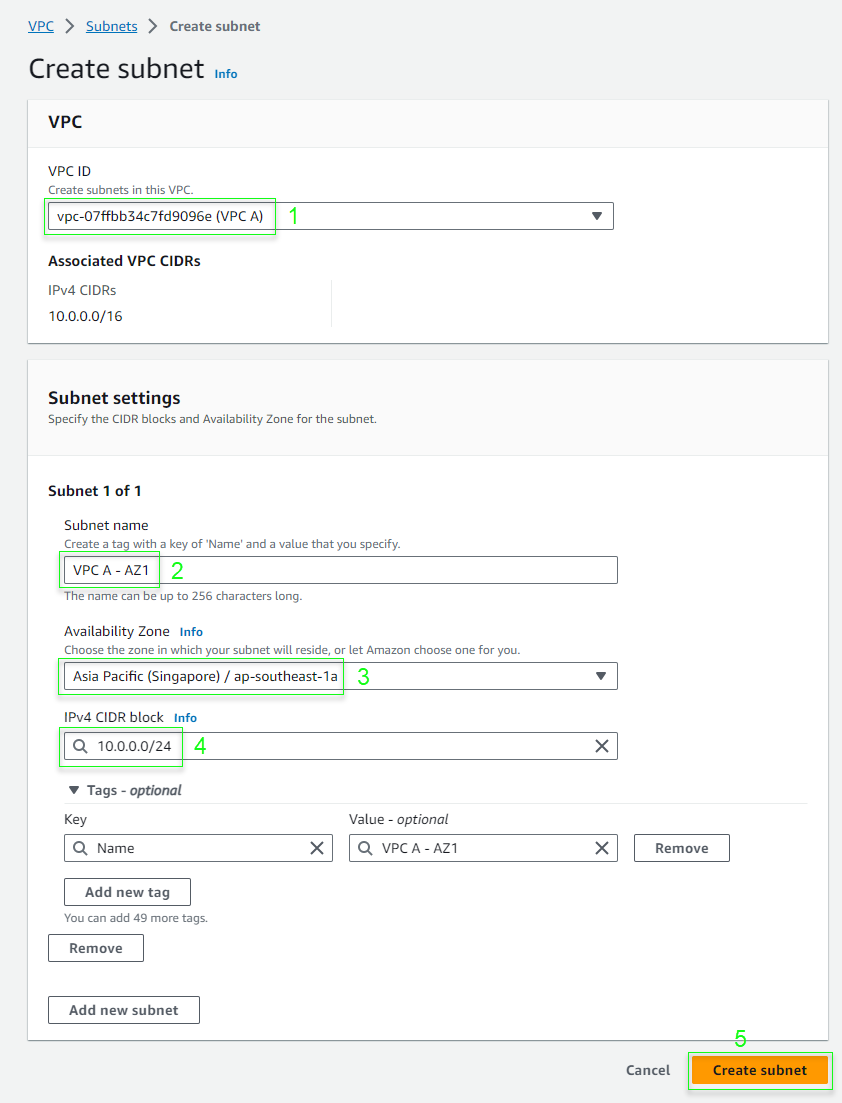 VPC > Subnets > Create subnet
Create subnet Info
VPC
VPC ID
Create subnets in this VPC.
vpc-07ffbb34c7fd9096e (VPC A) 1
Associated VPC CIDRs
IPv4 CIDRs
10.0.0.0/16
Subnet settings
Specify the CIDR blocks and Availability Zone for the subnet.
Subnet 1 of 1
Subnet name
Create a tag with a key of 'Name' and a value that you specify.
VPC A - AZ1 2
The name can be up to 256 characters long.
Availability Zone Info
Choose the zone in which your subnet will reside, or let Amazon choose one for you.
Asia Pacific (Singapore) / ap-southeast-1a 3
IPv4 CIDR block Info
10.0.0.0/24 4
Tags - optional
Key Value - optional
Name VPC A - AZ1 Remove
Add new tag
You can add 49 more tags.
Remove
Add new subnet
5
Cancel Create subnet